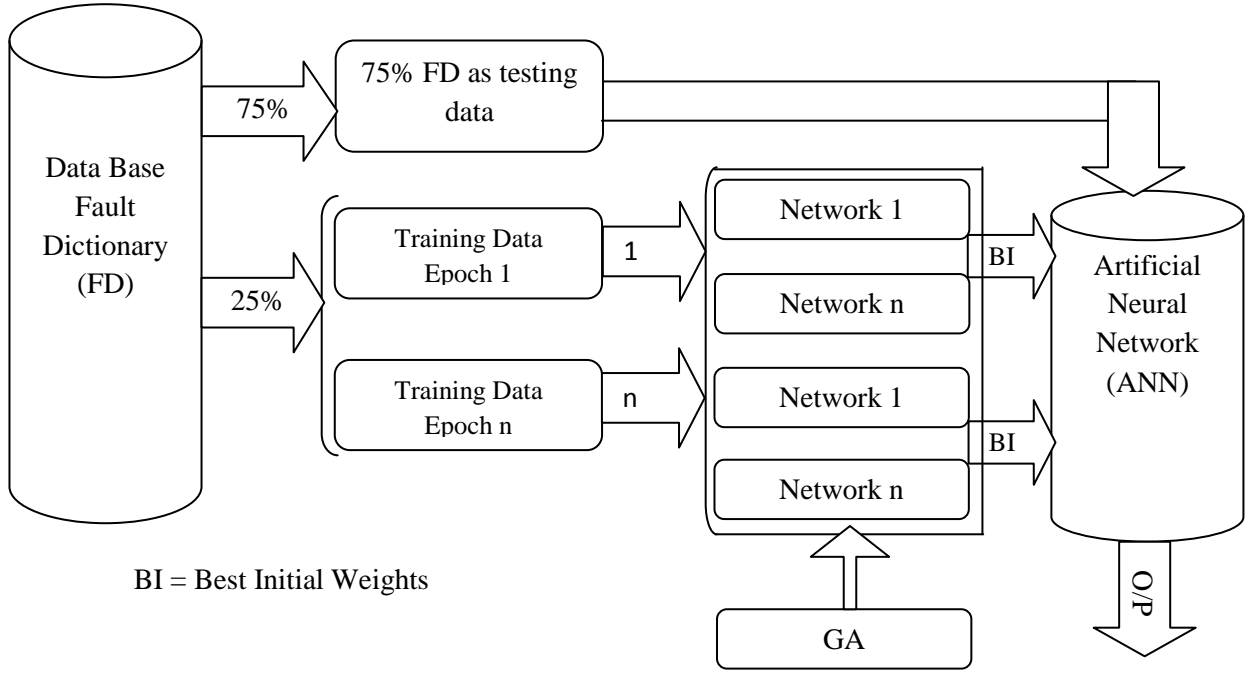 Data Base
Fault
Dictionary
(FD)
75%
75% FD as testing
data
25%
Training Data
Epoch 1
1
Training Data
Epoch n
n
Network 1
Network n
Network 1
Network n
BI
BI
Artificial
Neural
Network
(ANN)
O/P
GA
BI = Best Initial Weights